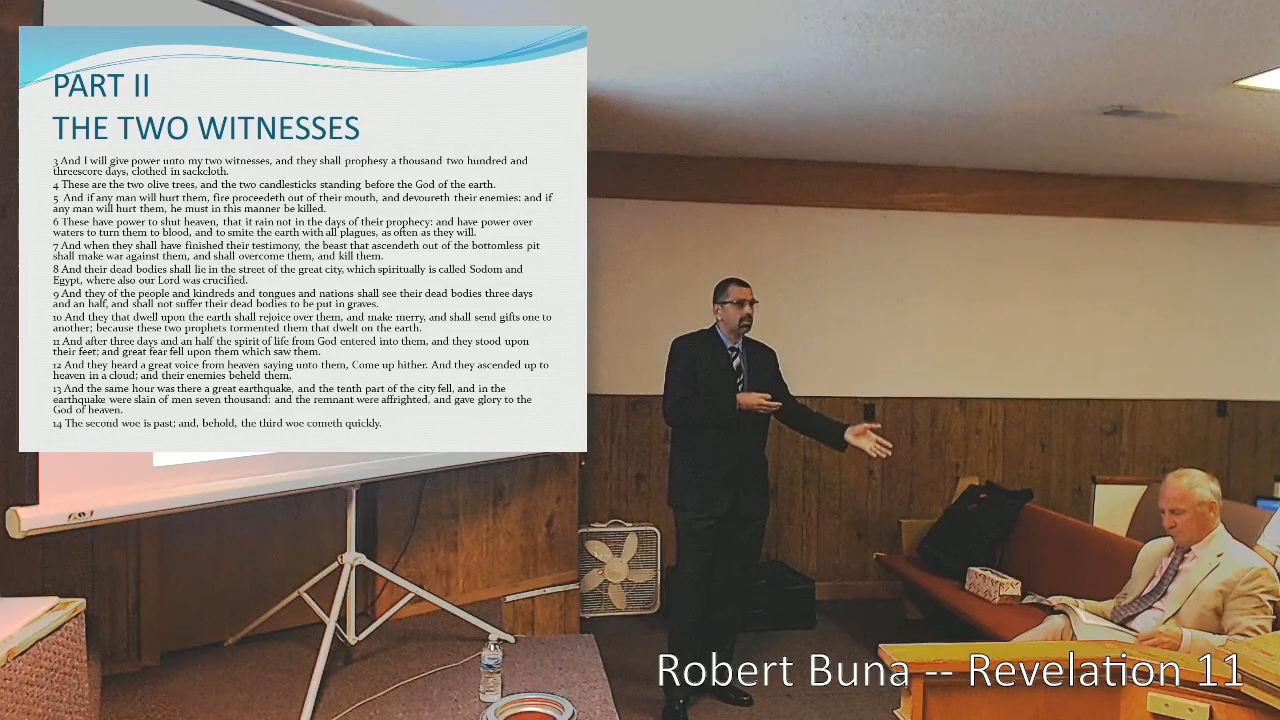 PART II
THE TWO WITNESSES
3 And I will give power unto my two witnesses, and they shall prophesy a thousand two hundred and
threescore days, clothed in sackcloth.
4 These are the two olive trees, and the two candlesticks standing before the God of the earth.
5 And if any man will hurt them, fire proceedeth out of their mouth, and devoureth their enemies: and if
any man will hurt them, he must in this manner be killed.
6 These have power to shut heaven, that it rain not in the days of their prophecy: and have power over
waters to turn them to blood, and to smite the earth with all plagues, as often as they will.
7 And when they shall have finished their testimony, the beast that ascendeth out of the bottomless pit
shall make war against them, and shall overcome them, and kill them.
8 And their dead bodies shall lie in the street of the great city, which spiritually is called Sodom and
Egypt, where also our Lord was crucified.
9 And they of the people and kindreds and tongues and nations shall see their dead bodies three days
and an half, and shall not suffer their dead bodies to be put in graves.
10 And they that dwell upon the earth shall rejoice over them, and make merry, and shall send gifts one to
another; because these two prophets tormented them that dwelt on the earth.
11 And after three days and an half the spirit of life from God entered into them, and they stood upon
their feet; and great fear fell upon them which saw them.
12 And they heard a great voice from heaven saying unto them, Come up hither. And they ascended up to
heaven in a cloud; and their enemies beheld them.
13 And the same hour was there a great earthquake, and the tenth part of the city fell, and in the
earthquake were slain of men seven thousand: and the remnant were affrighted, and gave glory to the
God of heaven.
14 The second woe is past; and, behold, the third woe cometh quickly.
Robert Buna -- Revelation 11